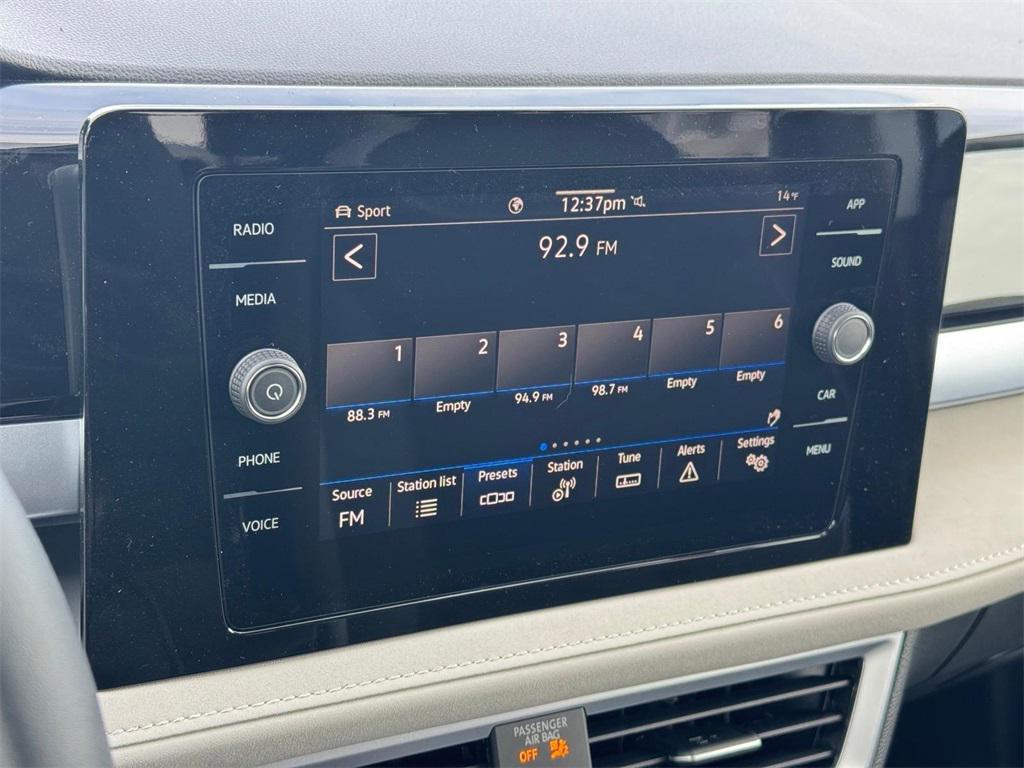 RADIO
MEDIA
PHONE
VOICE
Sport 12:37pm 14°F
< 92.9 FM >
1 2 3 4 5 6
88.3 FM Empty 94.9 FM 98.7 FM Empty Empty
Source Station list Presets Station Tune Alerts Settings
FM
APP
SOUND
CAR
MENU
PASSENGER
AIR BAG
OFF